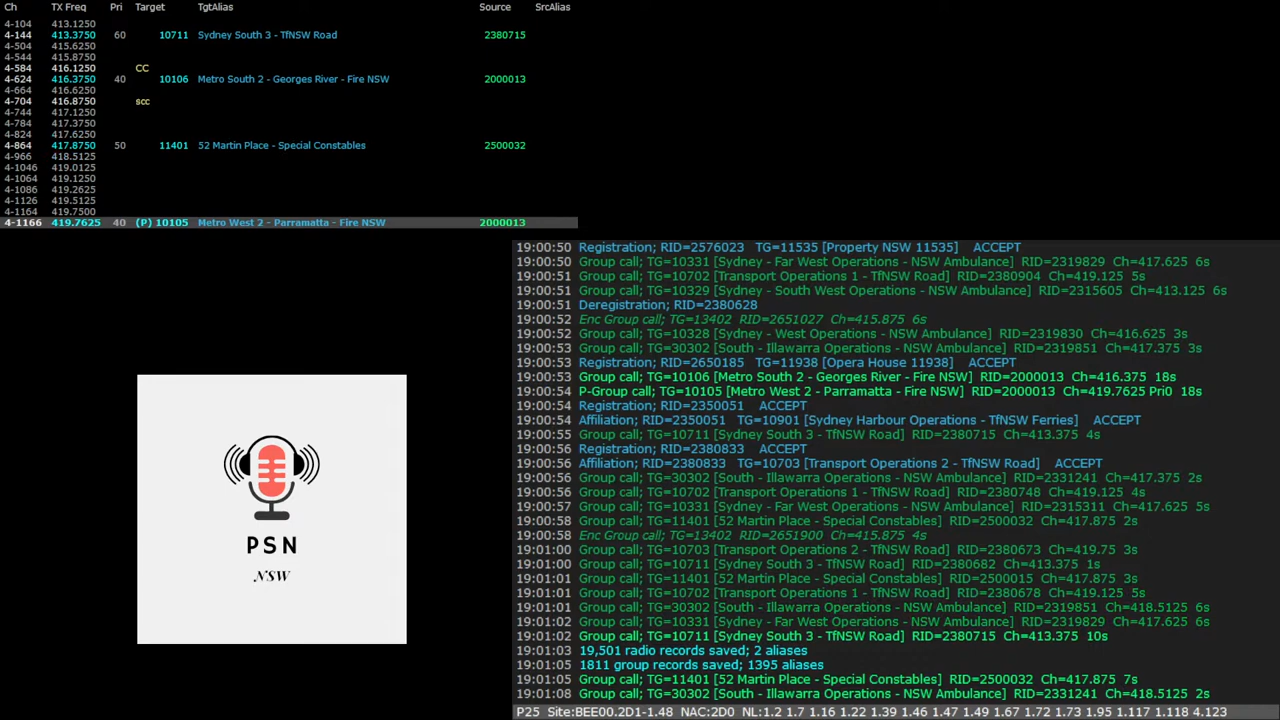 Ch TX Freq Pri Target TgtAlias Source SrcAlias
4-104 413.1250
4-144 413.3750 60 10711 Sydney South 3 - TfNSW Road 2380715
4-504 415.6250
4-544 415.8750
4-584 416.1250 CC
4-624 416.3750 40 10106 Metro South 2 - Georges River - Fire NSW 2000013
4-664 416.6250
4-704 416.8750 scc
4-744 417.1250
4-784 417.3750
4-824 417.6250
4-864 417.8750 50 11401 52 Martin Place - Special Constables 2500032
4-966 418.5125
4-1046 419.0125
4-1064 419.1250
4-1086 419.2625
4-1126 419.5125
4-1164 419.7500
4-1166 419.7625 40 (P) 10105 Metro West 2 - Parramatta - Fire NSW 2000013
19:00:50 Registration; RID=2576023 TG=11535 [Property NSW 11535] ACCEPT
19:00:50 Group call; TG=10331 [Sydney - Far West Operations - NSW Ambulance] RID=2319829 Ch=417.625 6s
19:00:51 Group call; TG=10702 [Transport Operations 1 - TfNSW Road] RID=2380904 Ch=419.125 5s
19:00:51 Group call; TG=10329 [Sydney - South West Operations - NSW Ambulance] RID=2315605 Ch=413.125 6s
19:00:51 Deregistration; RID=2380628
19:00:52 Enc Group call; TG=13402 RID=2651027 Ch=415.875 6s
19:00:52 Group call; TG=10328 [Sydney - West Operations - NSW Ambulance] RID=2319830 Ch=416.625 3s
19:00:53 Group call; TG=30302 [South - Illawarra Operations - NSW Ambulance] RID=2319851 Ch=417.375 3s
19:00:53 Registration; RID=2650185 TG=11938 [Opera House 11938] ACCEPT
19:00:53 Group call; TG=10106 [Metro South 2 - Georges River - Fire NSW] RID=2000013 Ch=416.375 18s
19:00:54 P-Group call; TG=10105 [Metro West 2 - Parramatta - Fire NSW] RID=2000013 Ch=419.7625 Pri0 18s
19:00:54 Registration; RID=2350051 ACCEPT
19:00:54 Affiliation; RID=2350051 TG=10901 [Sydney Harbour Operations - TfNSW Ferries] ACCEPT
19:00:55 Group call; TG=10711 [Sydney South 3 - TfNSW Road] RID=2380715 Ch=413.375 4s
19:00:56 Registration; RID=2380833 ACCEPT
19:00:56 Affiliation; RID=2380833 TG=10703 [Transport Operations 2 - TfNSW Road] ACCEPT
19:00:56 Group call; TG=30302 [South - Illawarra Operations - NSW Ambulance] RID=2331241 Ch=417.375 2s
19:00:56 Group call; TG=10702 [Transport Operations 1 - TfNSW Road] RID=2380748 Ch=419.125 4s
19:00:57 Group call; TG=10331 [Sydney - Far West Operations - NSW Ambulance] RID=2315311 Ch=417.625 5s
19:00:58 Group call; TG=11401 [52 Martin Place - Special Constables] RID=2500032 Ch=417.875 2s
19:00:58 Enc Group call; TG=13402 RID=2651900 Ch=415.875 4s
19:01:00 Group call; TG=10703 [Transport Operations 2 - TfNSW Road] RID=2380673 Ch=419.75 3s
19:01:00 Group call; TG=10711 [Sydney South 3 - TfNSW Road] RID=2380682 Ch=413.375 1s
19:01:01 Group call; TG=11401 [52 Martin Place - Special Constables] RID=2500015 Ch=417.875 3s
19:01:01 Group call; TG=10702 [Transport Operations 1 - TfNSW Road] RID=2380678 Ch=419.125 5s
19:01:01 Group call; TG=30302 [South - Illawarra Operations - NSW Ambulance] RID=2319851 Ch=418.5125 6s
19:01:02 Group call; TG=10331 [Sydney - Far West Operations - NSW Ambulance] RID=2319829 Ch=417.625 6s
19:01:02 Group call; TG=10711 [Sydney South 3 - TfNSW Road] RID=2380715 Ch=413.375 10s
19:01:03 19,501 radio records saved; 2 aliases
19:01:05 1811 group records saved; 1395 aliases
19:01:05 Group call; TG=11401 [52 Martin Place - Special Constables] RID=2500032 Ch=417.875 7s
19:01:08 Group call; TG=30302 [South - Illawarra Operations - NSW Ambulance] RID=2331241 Ch=418.5125 2s
P25 Site:BEE00.2D1-1.48 NAC:2D0 NL:1.2 1.7 1.16 1.22 1.39 1.46 1.47 1.49 1.67 1.72 1.73 1.95 1.117 1.118 4.123
PSN
NSW